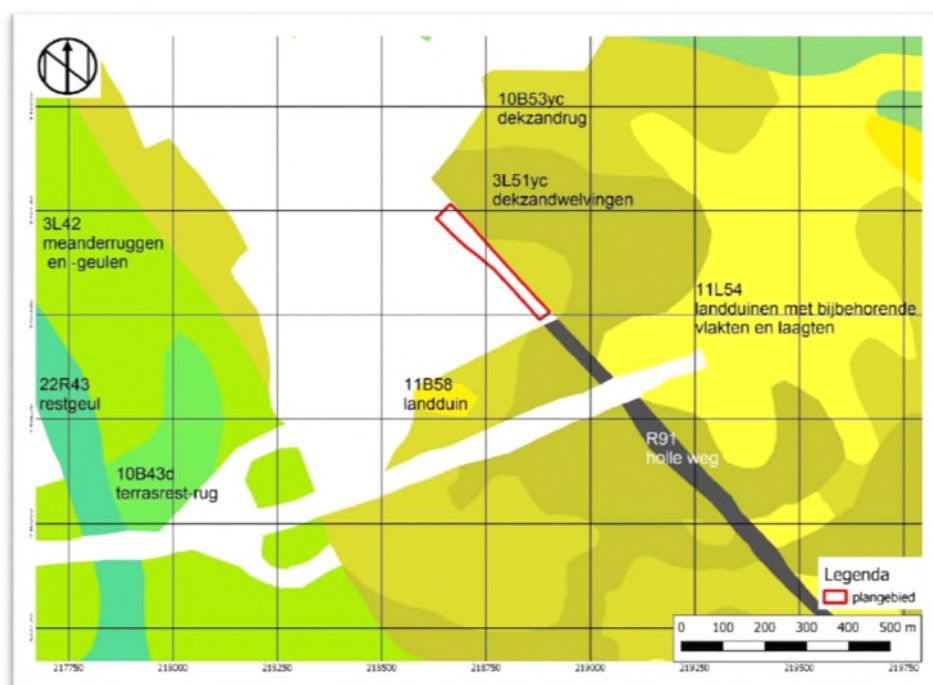 10B53yc
dekzandrug
3L51yc
dekzandwelvingen
3L42
meanderruggen
en -geulen
11L54
landduinen met bijbehorende
vlakten en laagten
22R43
restgeul
11B58
landduin
R91
holle weg
10B43c
terrasrest-rug
Legenda
plangebied
0 100 200 300 400 500 m
217750 218000 218250 218500 218750 219000 219250 219500 219750